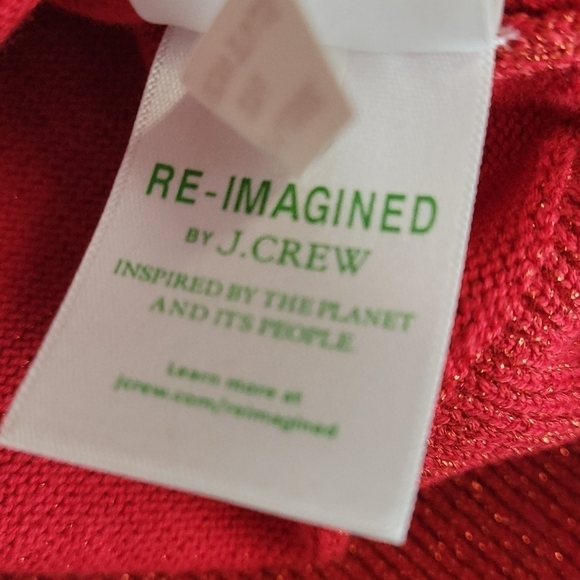 RE-IMAGINED
BY J.CREW
INSPIRED BY THE PLANET
AND ITS PEOPLE.
Learn more at
jcrew.com/reimagined